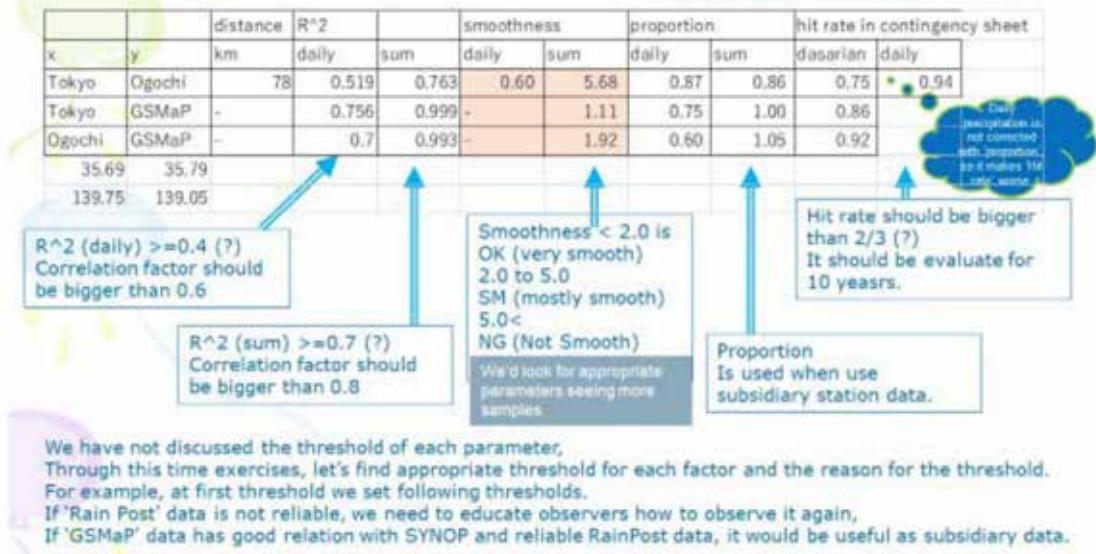 distance R^2 smoothness proportion hit rate in contingency sheet
x y km daily sum daily sum daily sum dasarian daily
Tokyo Ogochi 78 0.519 0.763 0.60 5.68 0.87 0.86 0.75 0.94
Tokyo GSMaP - 0.756 0.999 - 1.11 0.75 1.00 0.86
Ogochi GSMaP - 0.7 0.993 - 1.92 0.60 1.05 0.92
35.69 35.79
139.75 139.05
Daily
precipitation is
not corrected
with proportion,
so it makes
R^2 (daily) >=0.4 (?)
Correlation factor should
be bigger than 0.6
R^2 (sum) >=0.7 (?)
Correlation factor should
be bigger than 0.8
Smoothness < 2.0 is
OK (very smooth)
2.0 to 5.0
SM (mostly smooth)
5.0<
NG (Not Smooth)
We'd look for appropriate
parameters seeing more
samples
Proportion
Is used when use
subsidiary station data.
Hit rate should be bigger
than 2/3 (?)
It should be evaluate for
10 yeasrs.
We have not discussed the threshold of each parameter,
Through this time exercises, let's find appropriate threshold for each factor and the reason for the threshold.
For example, at first threshold we set following thresholds.
If 'Rain Post' data is not reliable, we need to educate observers how to observe it again,
If 'GSMaP' data has good relation with SYNOP and reliable RainPost data, it would be useful as subsidiary data.